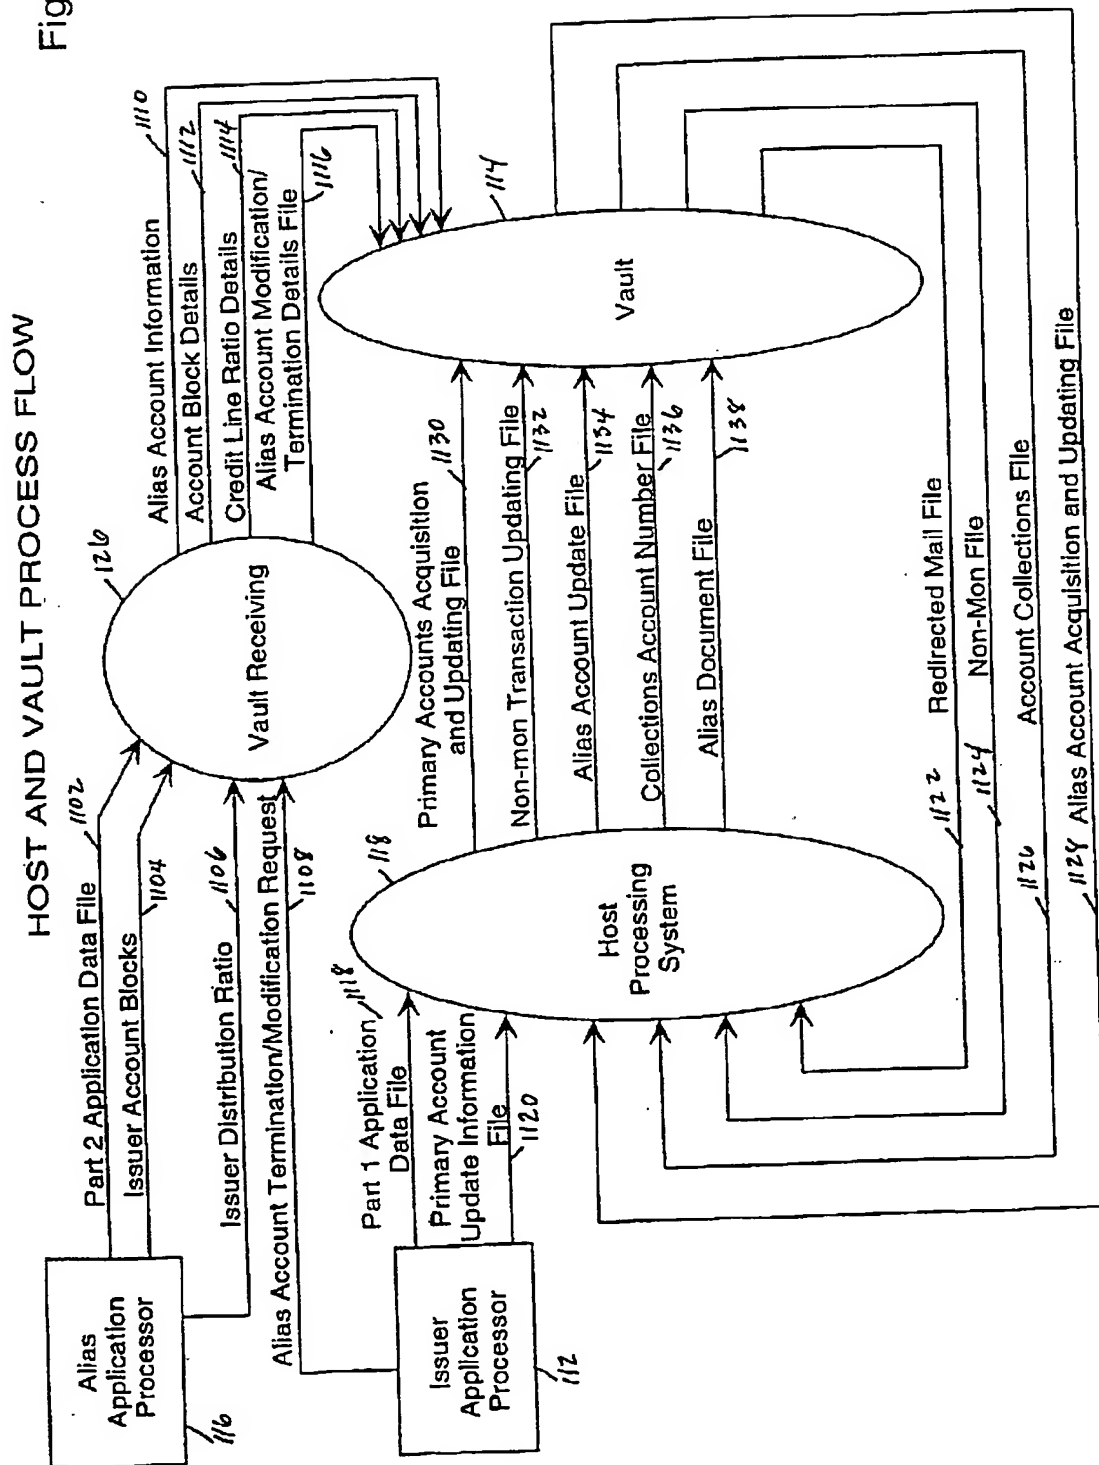 HOST AND VAULT PROCESS FLOW
Fig
Alias
Application
Processor
116
Part 2 Application Data File
1102
Issuer Account Blocks
1104
Issuer Distribution Ratio
1106
Alias Account Termination/Modification Request
1108
Vault Receiving
126
Alias Account Information
1110
Account Block Details
1112
Credit Line Ratio Details
1114
Alias Account Modification/
Termination Details File
1116
Issuer
Application
Processor
112
Part 1 Application
Data File
1118
Primary Account
Update Information
File
1120
Host
Processing
System
118
Primary Accounts Acquisition
and Updating File
1130
Non-mon Transaction Updating File
1132
Alias Account Update File
1134
Collections Account Number File
1136
Alias Document File
1138
Vault
114
Redirected Mail File
1122
Non-Mon File
1124
Account Collections File
1126
Alias Account Acquisition and Updating File
1128